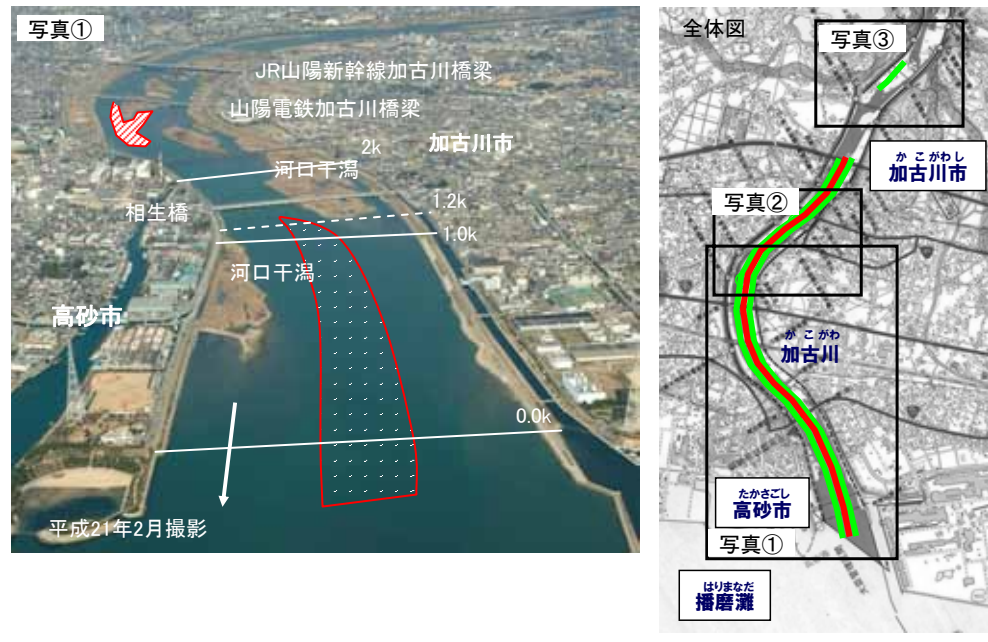 写真①
JR山陽新幹線加古川橋梁
山陽電鉄加古川橋梁
加古川市
2k
河口干潟
相生橋
1.2k
1.0k
河口干潟
高砂市
0.0k
平成21年2月撮影
全体図
写真③
かこがわし
加古川市
写真②
かこがわ
加古川
たかさごし
高砂市
写真①
はりまなだ
播磨灘